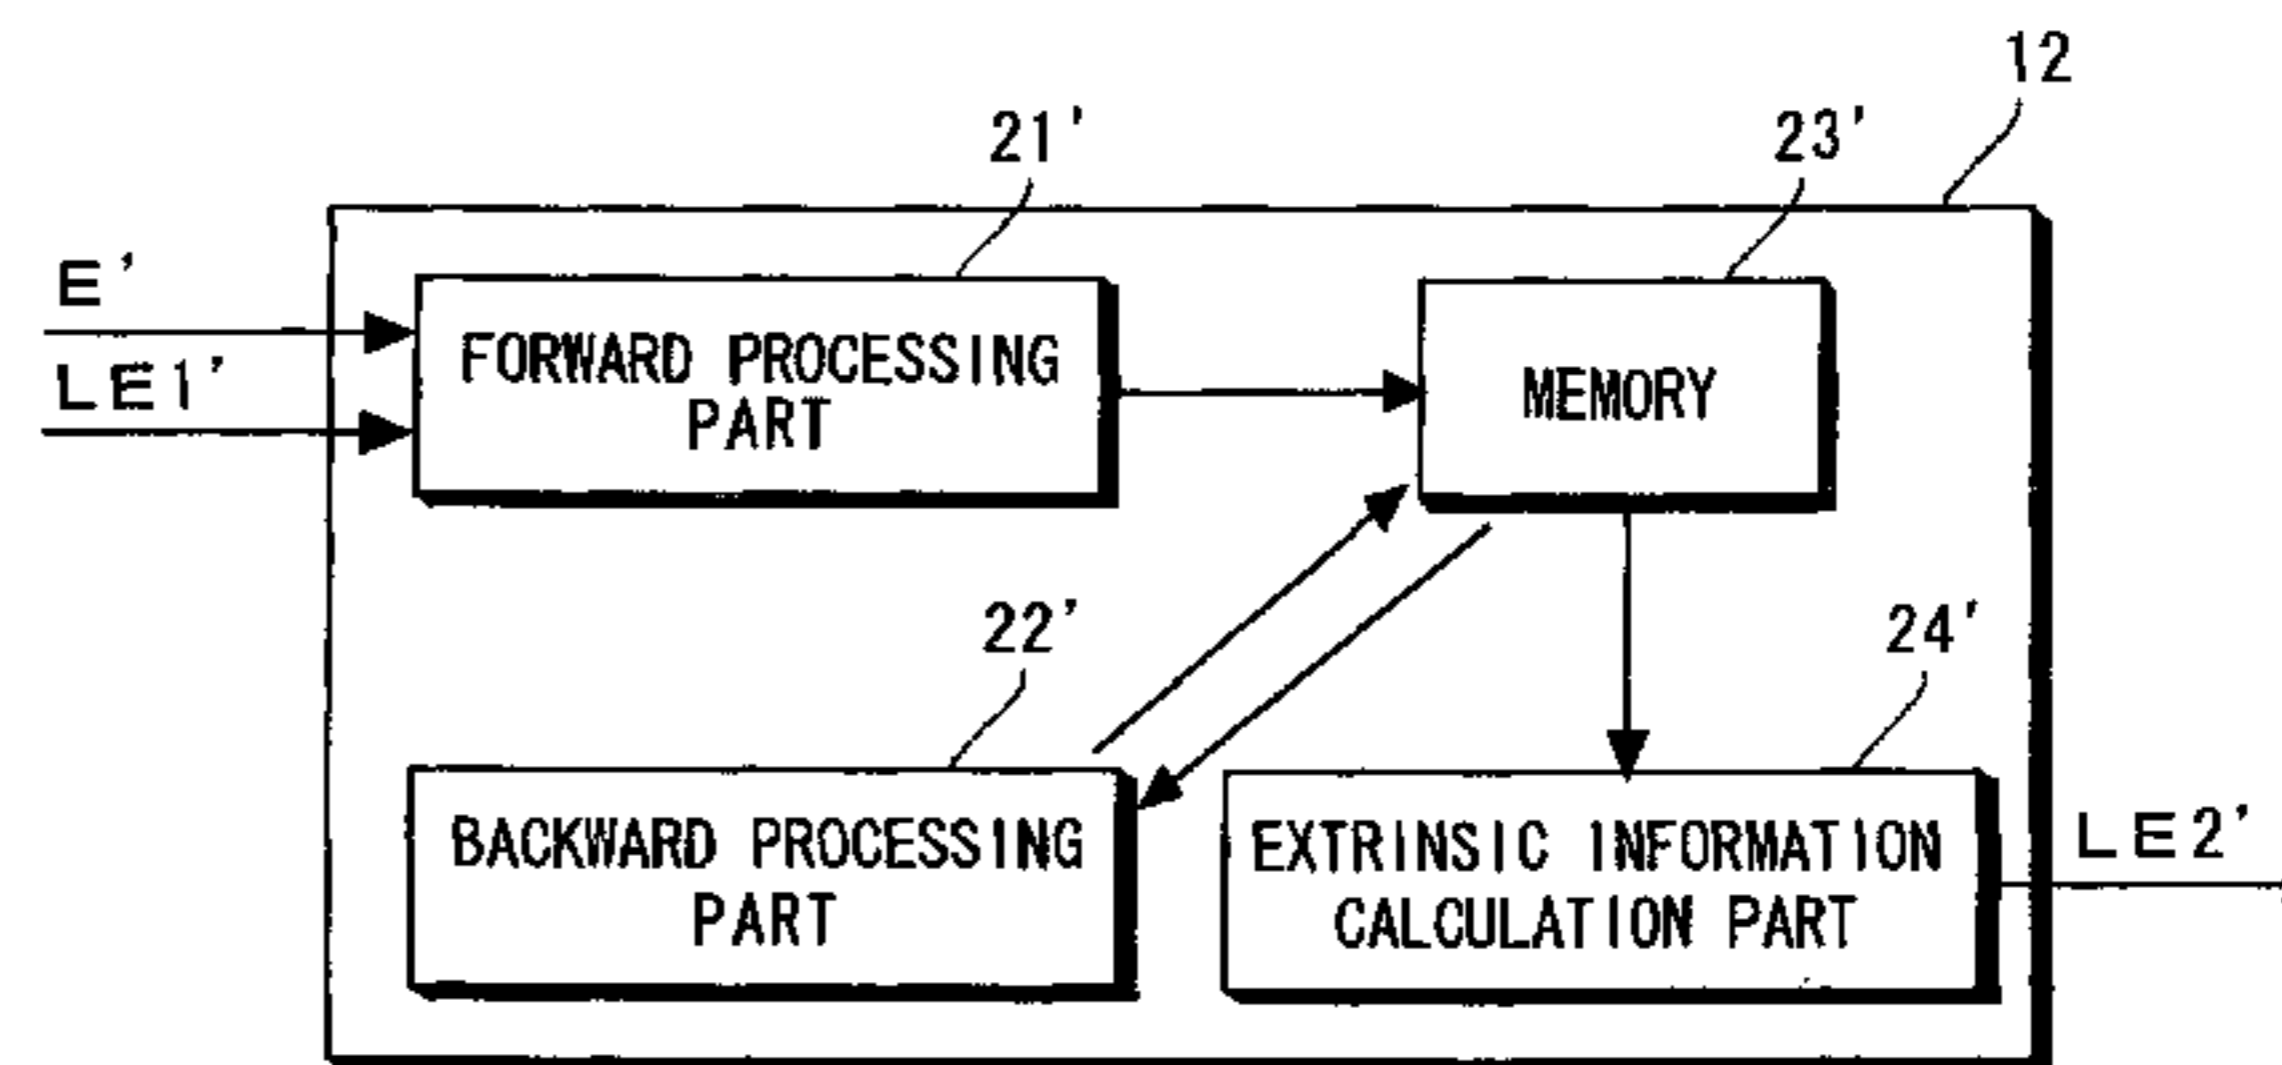 12
21'
23'
E'
LE1'
FORWARD PROCESSING
PART
MEMORY
22'
24'
BACKWARD PROCESSING
PART
EXTRINSIC INFORMATION
CALCULATION PART
LE2'